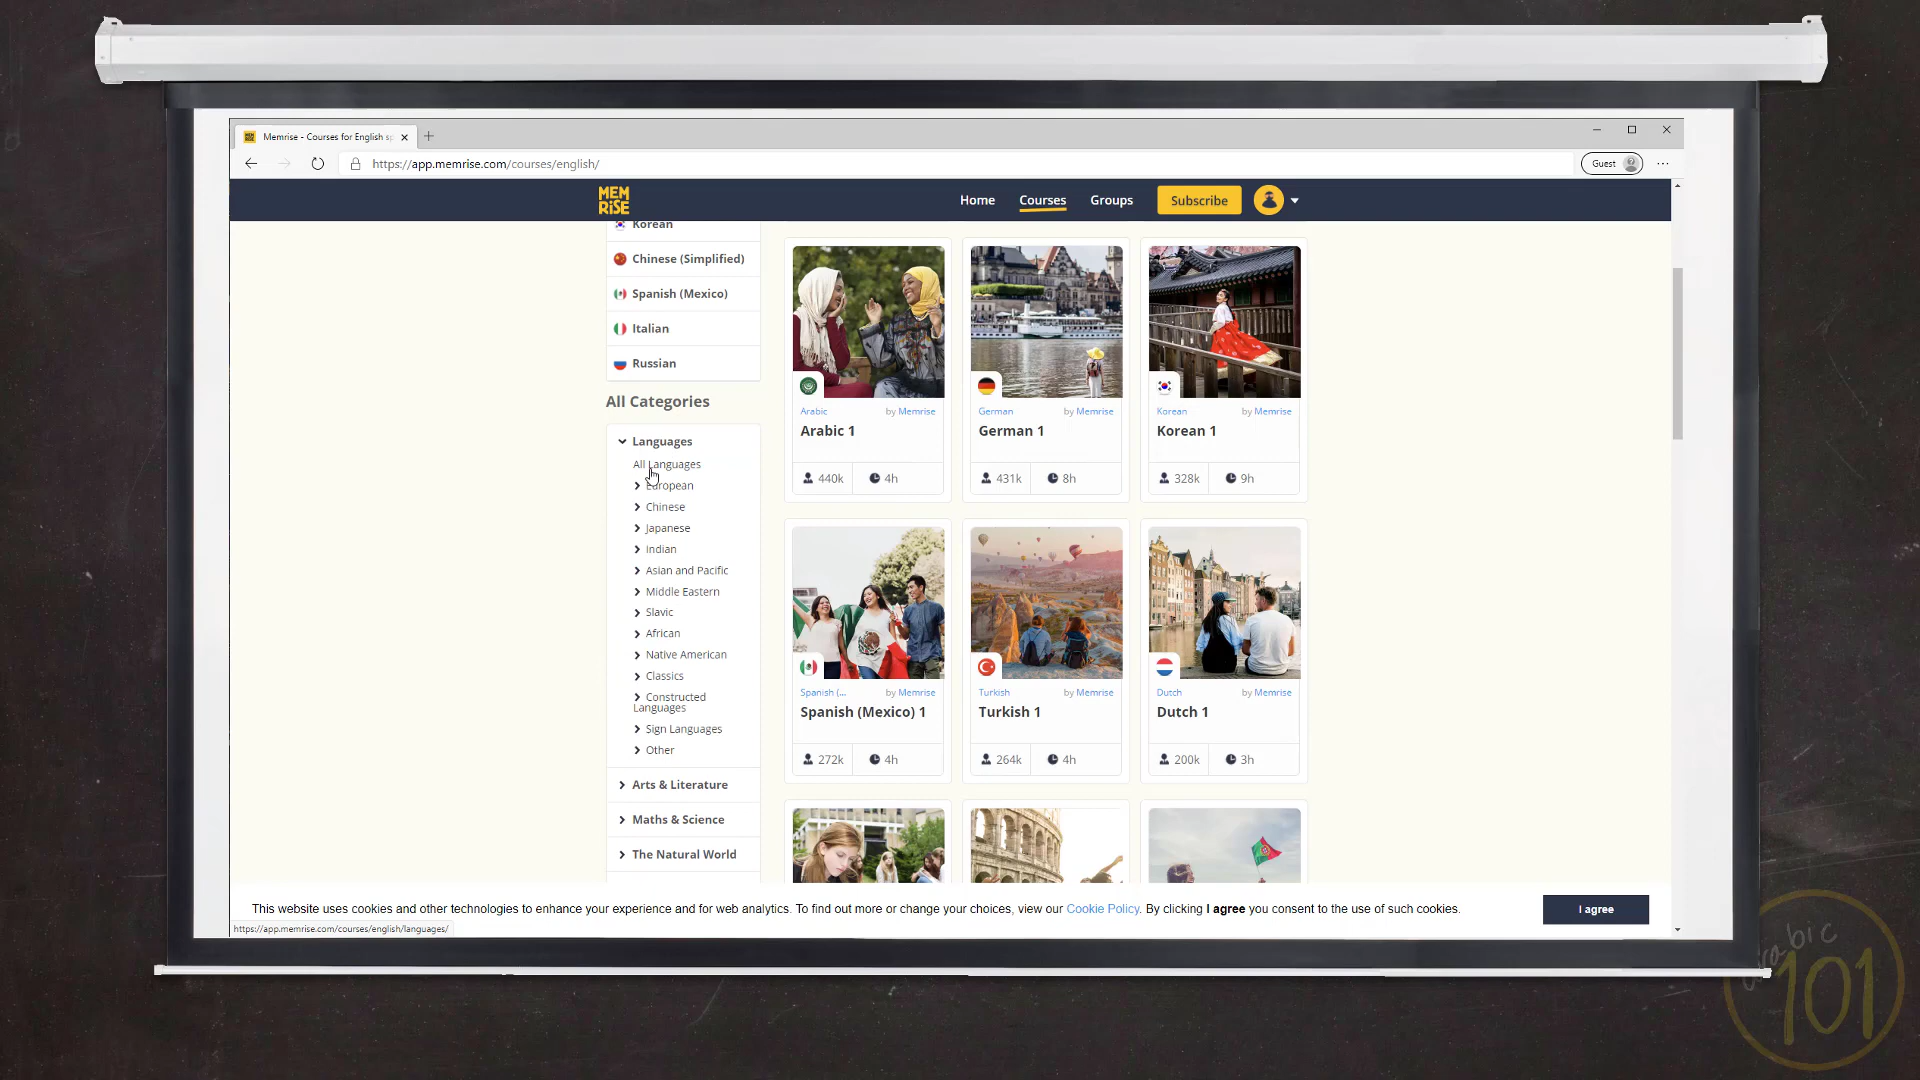 Memrise - Courses for English sp
https://app.memrise.com/courses/english/
Guest
MEM
RiSE
Home
Courses
Groups
Subscribe
Korean
Chinese (Simplified)
Spanish (Mexico)
Italian
Russian
All Categories
Languages
All Languages
European
Chinese
Japanese
Indian
Asian and Pacific
Middle Eastern
Slavic
African
Native American
Classics
Constructed
Languages
Sign Languages
Other
Arts & Literature
Maths & Science
The Natural World
Arabic by Memrise
Arabic 1
440k 4h
German by Memrise
German 1
431k 8h
Korean by Memrise
Korean 1
328k 9h
Spanish (... by Memrise
Spanish (Mexico) 1
272k 4h
Turkish by Memrise
Turkish 1
264k 4h
Dutch by Memrise
Dutch 1
200k 3h
This website uses cookies and other technologies to enhance your experience and for web analytics. To find out more or change your choices, view our Cookie Policy. By clicking I agree you consent to the use of such cookies.
I agree
https://app.memrise.com/courses/english/languages/
arabic
101